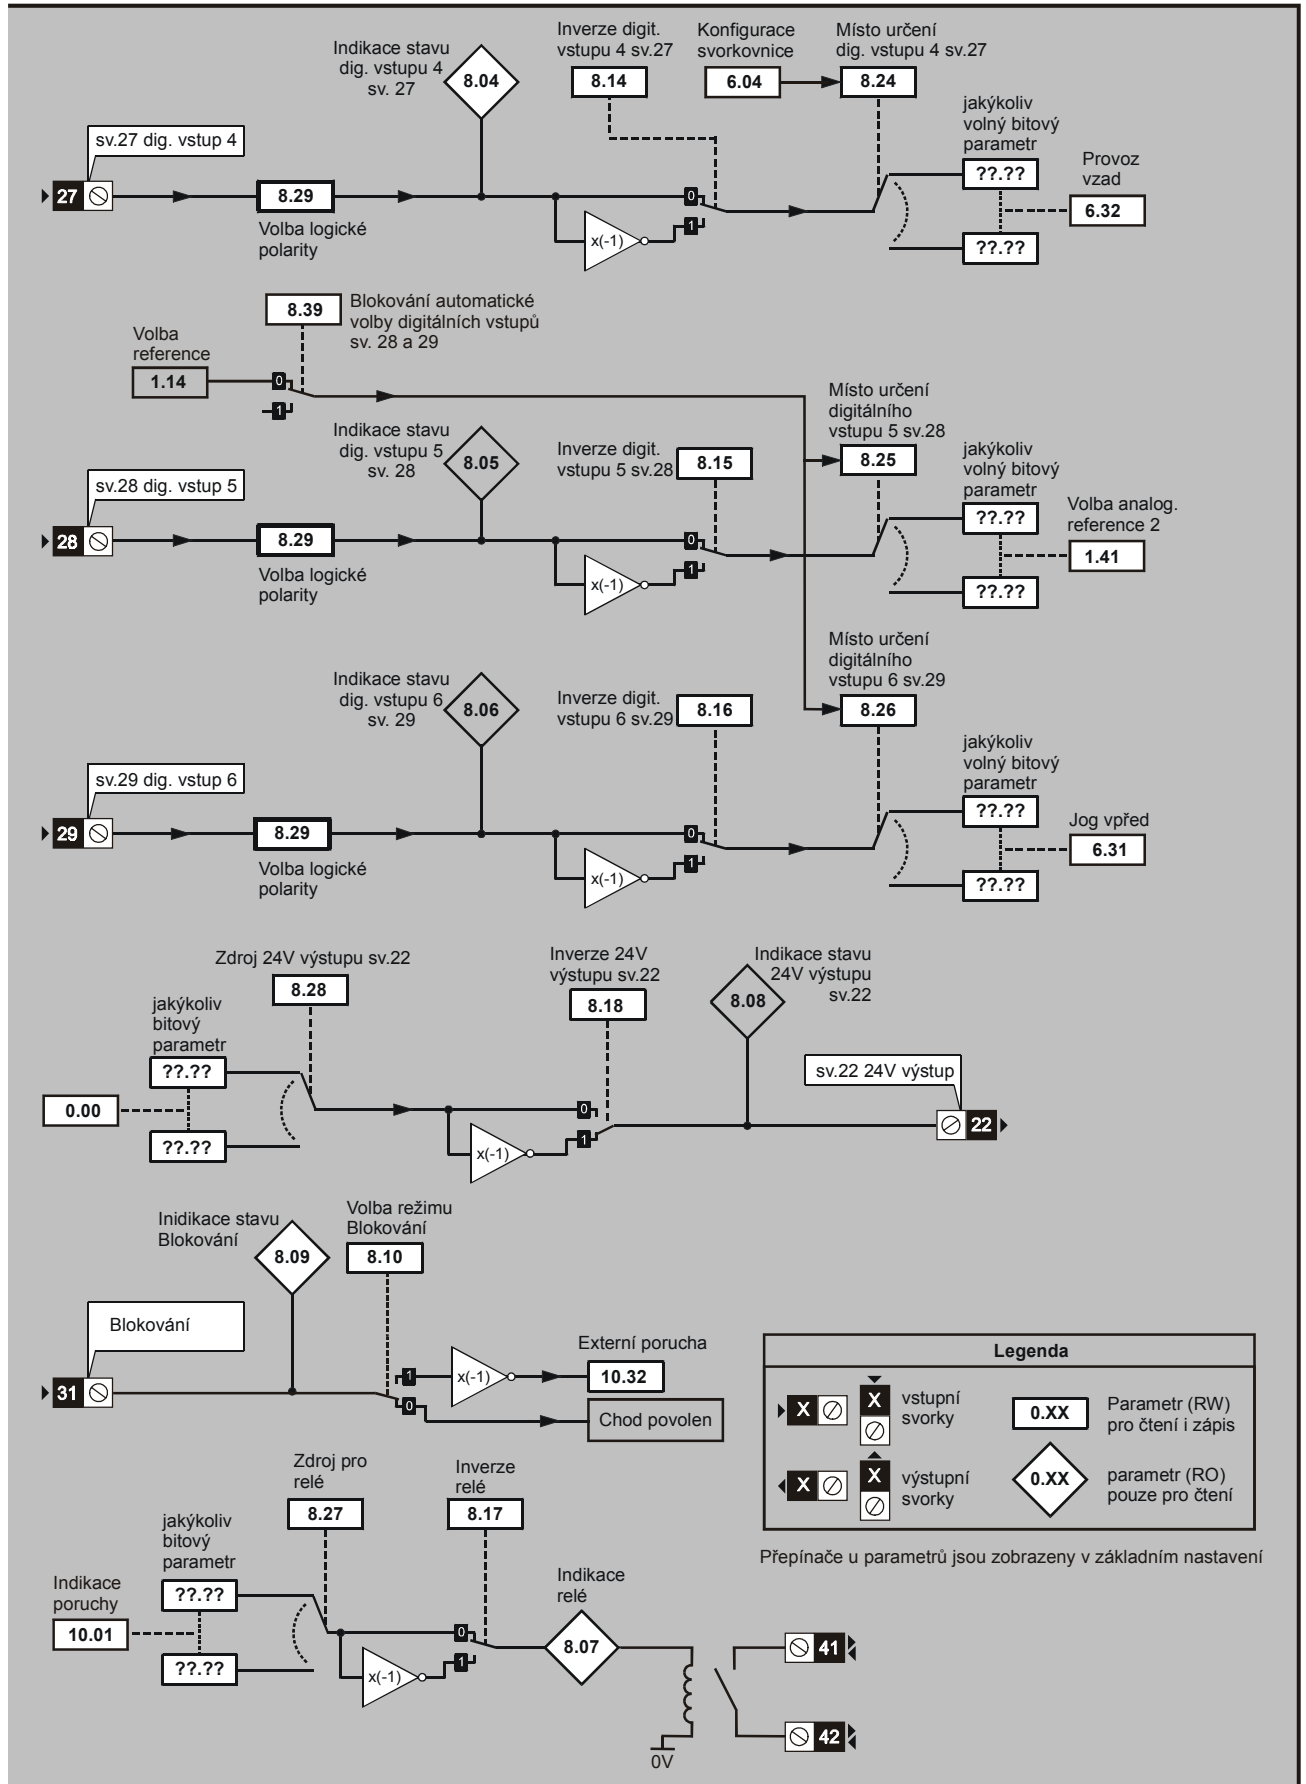 Indikace stavu
dig. vstupu 4
sv. 27
8.04
Inverze digit.
vstupu 4 sv.27
8.14
Konfigurace
svorkovnice
6.04
Místo určení
dig. vstupu 4 sv.27
8.24
jakýkoliv
volný bitový
parametr
??.??
??.??
Provoz
vzad
6.32
sv.27 dig. vstup 4
27
8.29
Volba logické
polarity
0
1
x(-1)
8.39
Blokování automatické
volby digitálních vstupů
sv. 28 a 29
Volba
reference
1.14
0
1
Indikace stavu
dig. vstupu 5
sv. 28
8.05
Inverze digit.
vstupu 5 sv.28
8.15
Místo určení
digitálního
vstupu 5 sv.28
8.25
jakýkoliv
volný bitový
parametr
??.??
??.??
Volba analog.
reference 2
1.41
sv.28 dig. vstup 5
28
8.29
Volba logické
polarity
0
1
x(-1)
Indikace stavu
dig. vstupu 6
sv. 29
8.06
Inverze digit.
vstupu 6 sv.29
8.16
Místo určení
digitálního
vstupu 6 sv.29
8.26
jakýkoliv
volný bitový
parametr
??.??
??.??
Jog vpřed
6.31
sv.29 dig. vstup 6
29
8.29
Volba logické
polarity
0
1
x(-1)
Zdroj 24V výstupu sv.22
8.28
jakýkoliv
bitový
parametr
??.??
??.??
0.00
Inverze 24V
výstupu sv.22
8.18
Indikace stavu
24V výstupu
sv.22
8.08
sv.22 24V výstup
22
0
1
x(-1)
Inidikace stavu
Blokování
8.09
Volba režimu
Blokování
8.10
Blokování
31
1
0
x(-1)
Externí porucha
10.32
Chod povolen
Legenda
X
X
vstupní
svorky
0.XX
Parametr (RW)
pro čtení i zápis
X
X
výstupní
svorky
0.XX
parametr (RO)
pouze pro čtení
Přepínače u parametrů jsou zobrazeny v základním nastavení
Zdroj pro
relé
8.27
Inverze
relé
8.17
jakýkoliv
bitový
parametr
??.??
??.??
Indikace
poruchy
10.01
0
1
x(-1)
Indikace
relé
8.07
0V
41
42